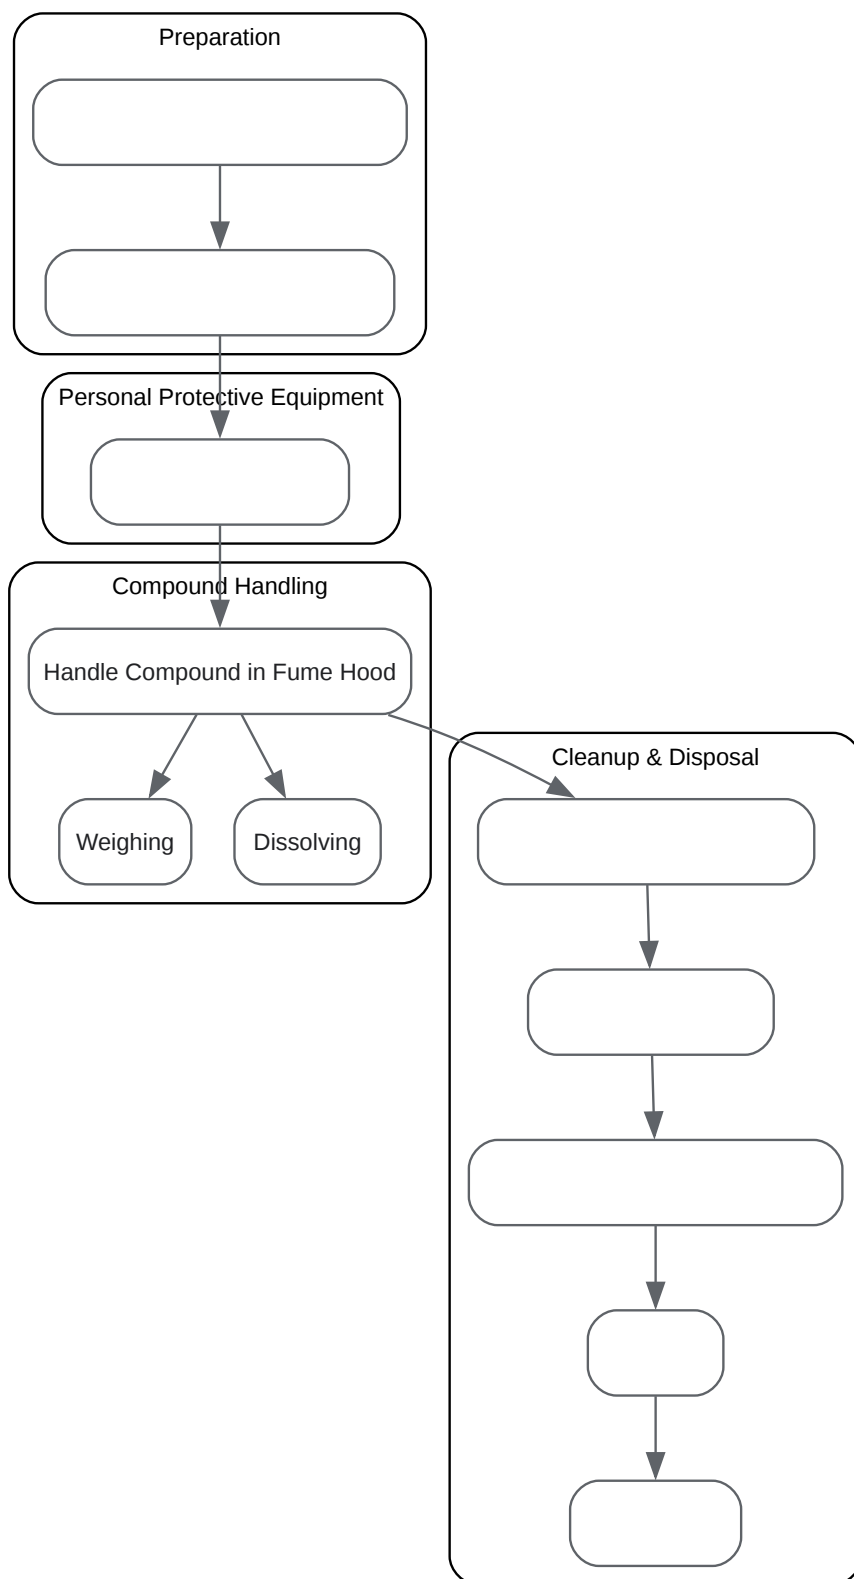 Preparation
Personal Protective Equipment
Compound Handling
Handle Compound in Fume Hood
Weighing
Dissolving
Cleanup & Disposal